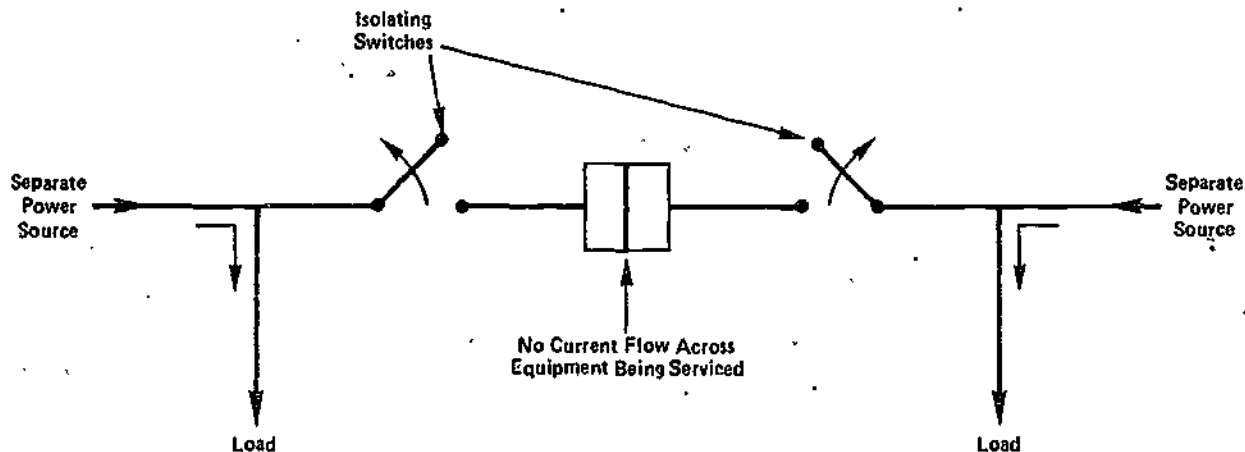 Isolating
Switches
Separate
Power
Source
Separate
Power
Source
No Current Flow Across
Equipment Being Serviced
Load
Load